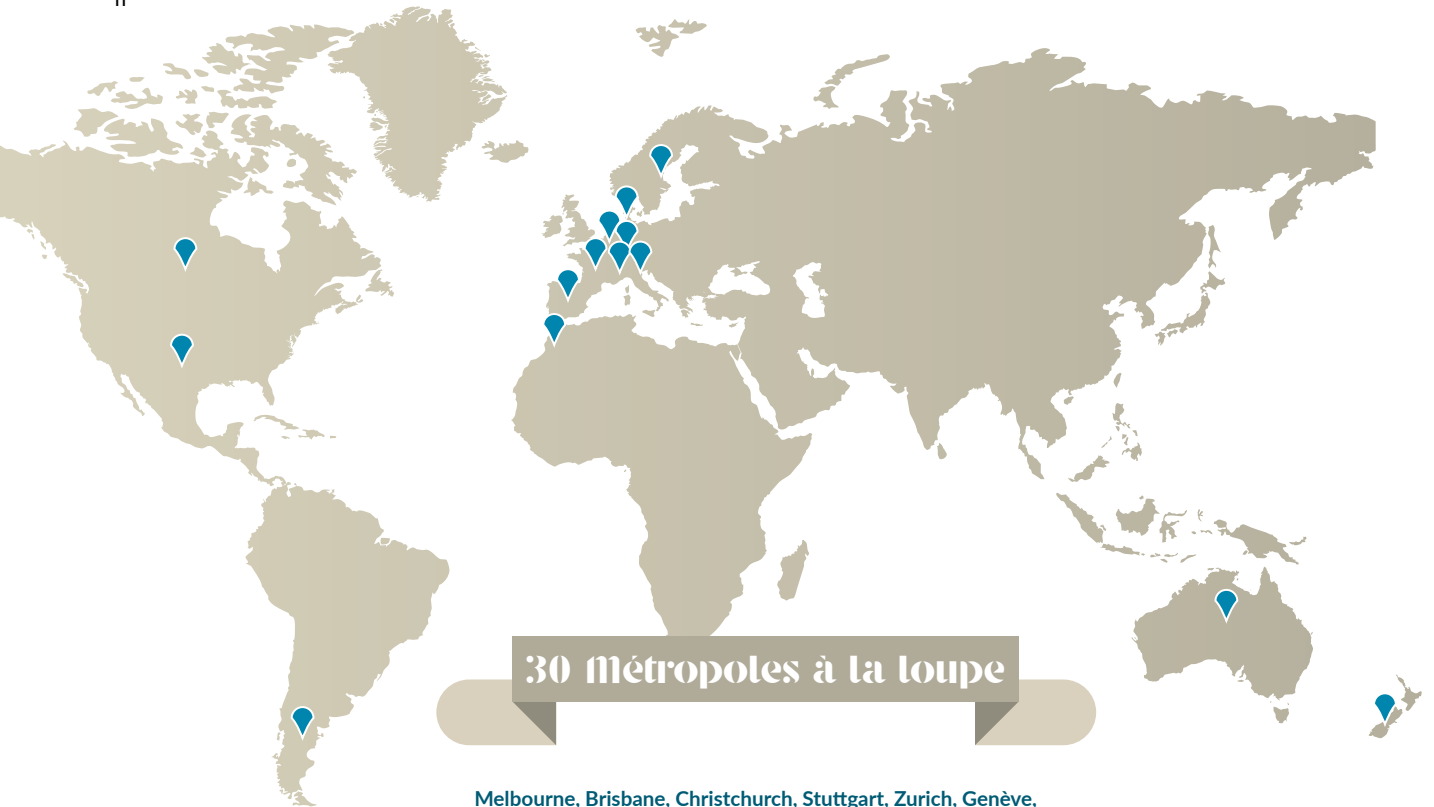 30 Métropoles à la loupe
Melbourne, Brisbane, Christchurch, Stuttgart, Zurich, Genève,